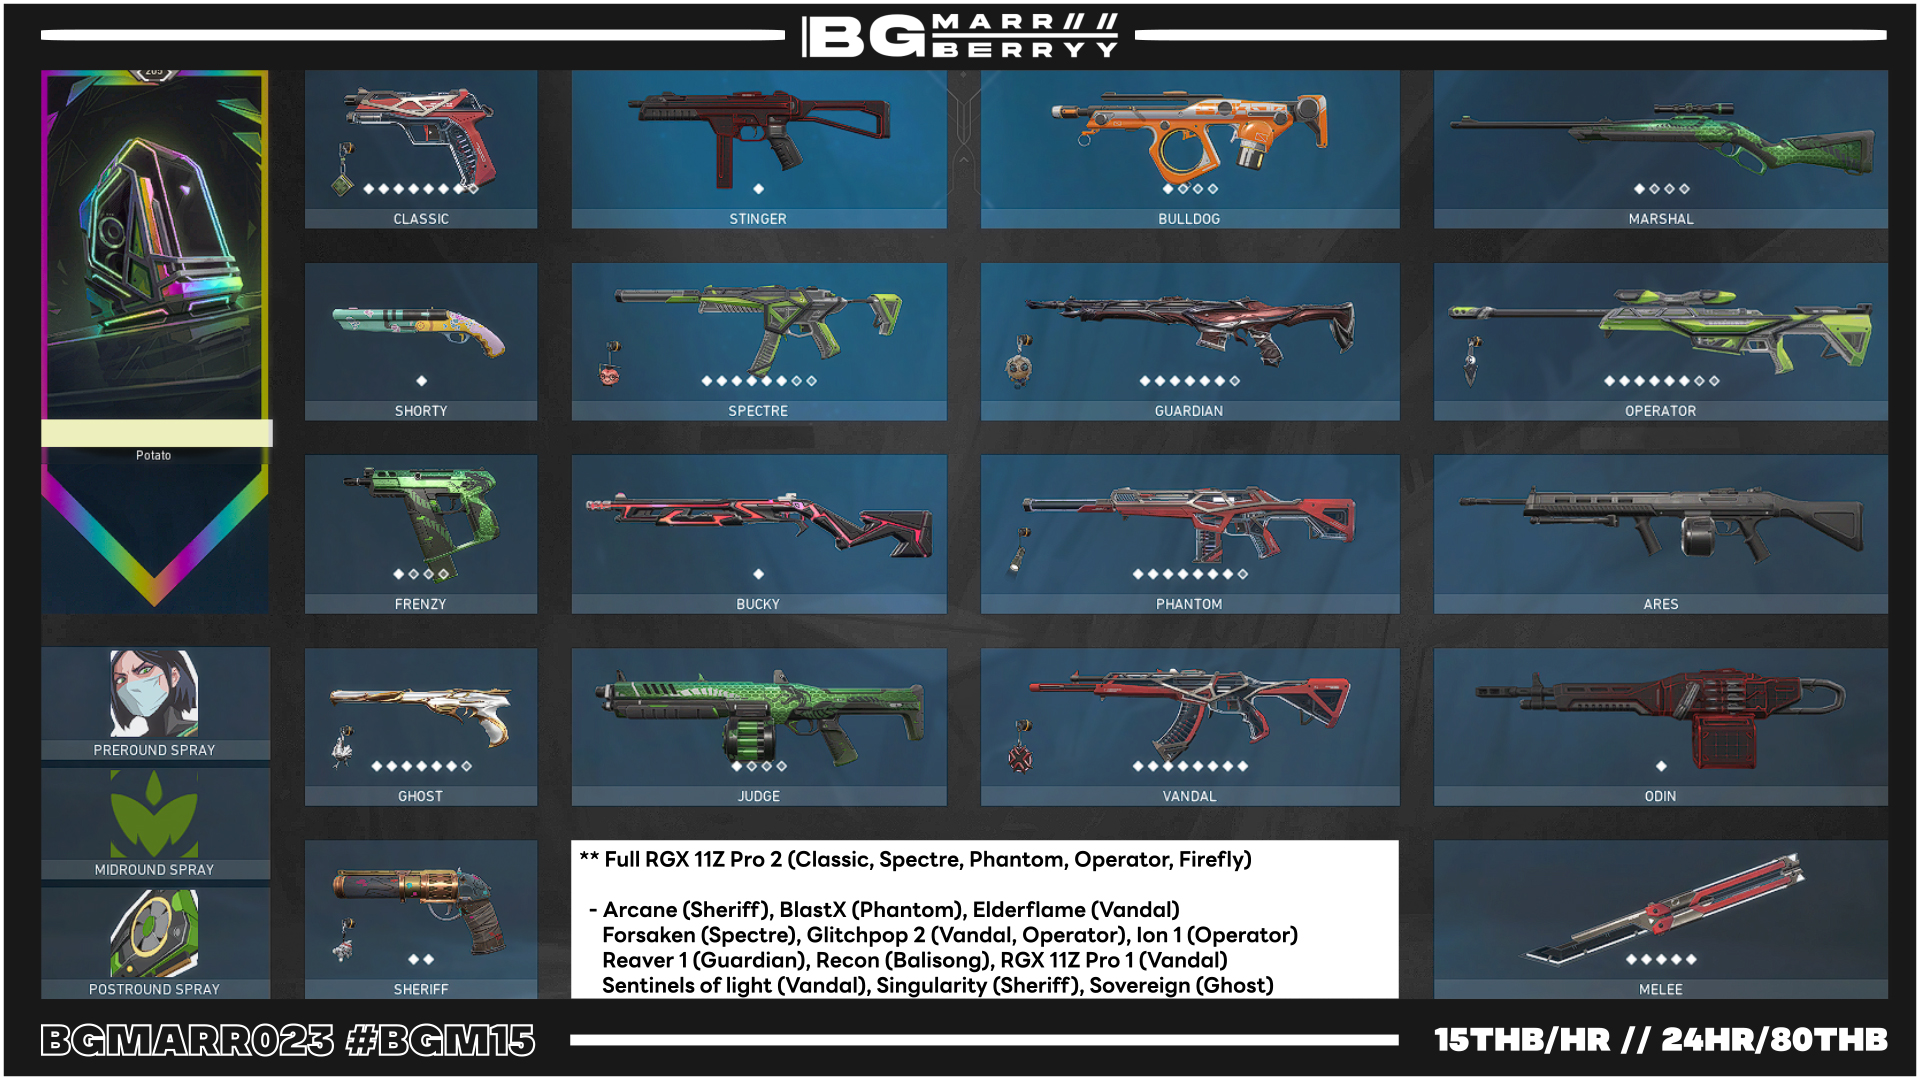 BG MARR// //
BERRYY
265
Potato
CLASSIC
STINGER
BULLDOG
MARSHAL
SHORTY
SPECTRE
GUARDIAN
OPERATOR
FRENZY
BUCKY
PHANTOM
ARES
PREROUND SPRAY
MIDROUND SPRAY
POSTROUND SPRAY
GHOST
JUDGE
VANDAL
ODIN
SHERIFF
** Full RGX 11Z Pro 2 (Classic, Spectre, Phantom, Operator, Firefly)
- Arcane (Sheriff), BlastX (Phantom), Elderflame (Vandal)
Forsaken (Spectre), Glitchpop 2 (Vandal, Operator), Ion 1 (Operator)
Reaver 1 (Guardian), Recon (Balisong), RGX 11Z Pro 1 (Vandal)
Sentinels of light (Vandal), Singularity (Sheriff), Sovereign (Ghost)
MELEE
BGMARR023 #BGM15
15THB/HR // 24HR/80THB